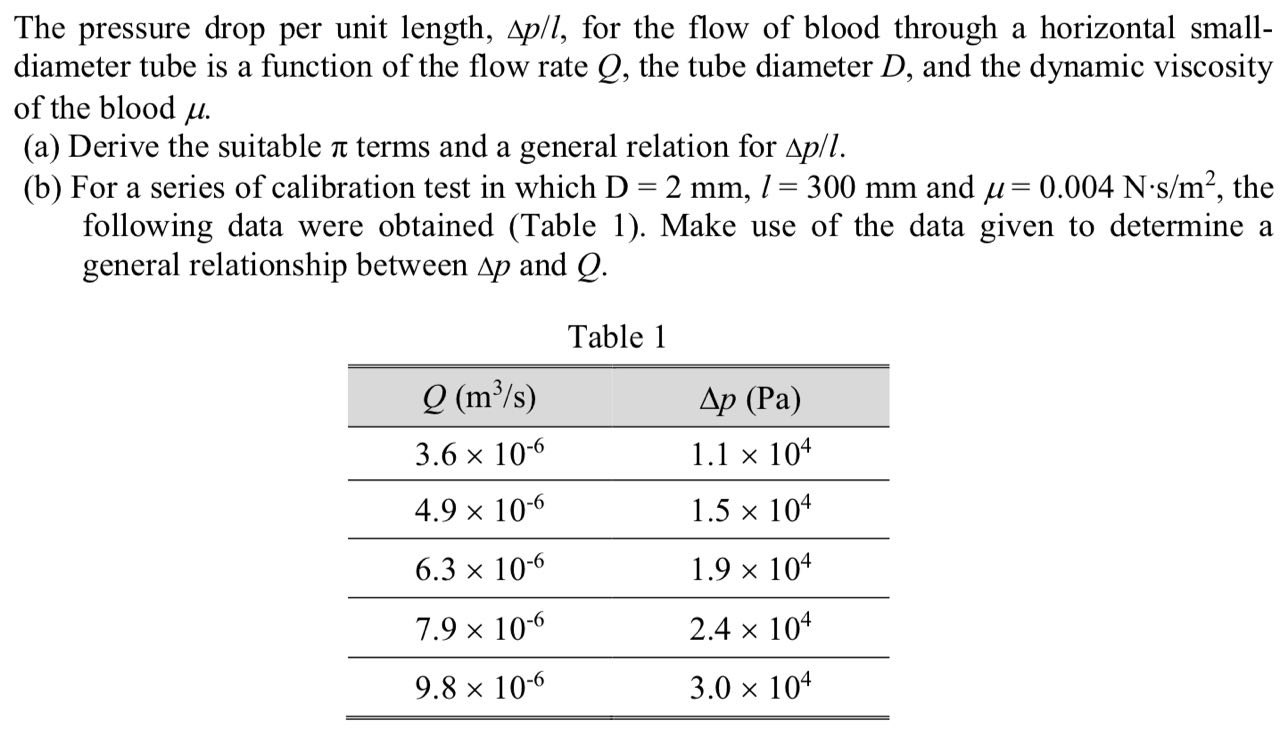 The pressure drop per unit length, Δp/l, for the flow of blood through a horizontal small-
diameter tube is a function of the flow rate Q, the tube diameter D, and the dynamic viscosity
of the blood μ.
(a) Derive the suitable π terms and a general relation for Δp/l.
(b) For a series of calibration test in which D = 2 mm, l = 300 mm and μ = 0.004 N·s/m², the
following data were obtained (Table 1). Make use of the data given to determine a
general relationship between Δp and Q.
Table 1
Q (m³/s) Δp (Pa)
3.6 × 10⁻⁶ 1.1 × 10⁴
4.9 × 10⁻⁶ 1.5 × 10⁴
6.3 × 10⁻⁶ 1.9 × 10⁴
7.9 × 10⁻⁶ 2.4 × 10⁴
9.8 × 10⁻⁶ 3.0 × 10⁴